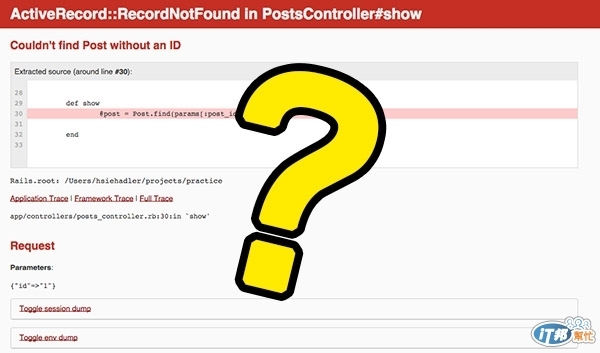 ActiveRecord::RecordNotFound in PostsController#show
Couldn't find Post without an ID
Extracted source (around line #30):
28
29 def show
30 @post = Post.find(params[:post_id
31
32 end
33
Rails.root: /Users/hsiehadler/projects/practice
Application Trace | Framework Trace | Full Trace
app/controllers/posts_controller.rb:30:in `show'
Request
Parameters:
{"id"=>"1"}
Toggle session dump
Toggle env dump
?
iT邦幫忙